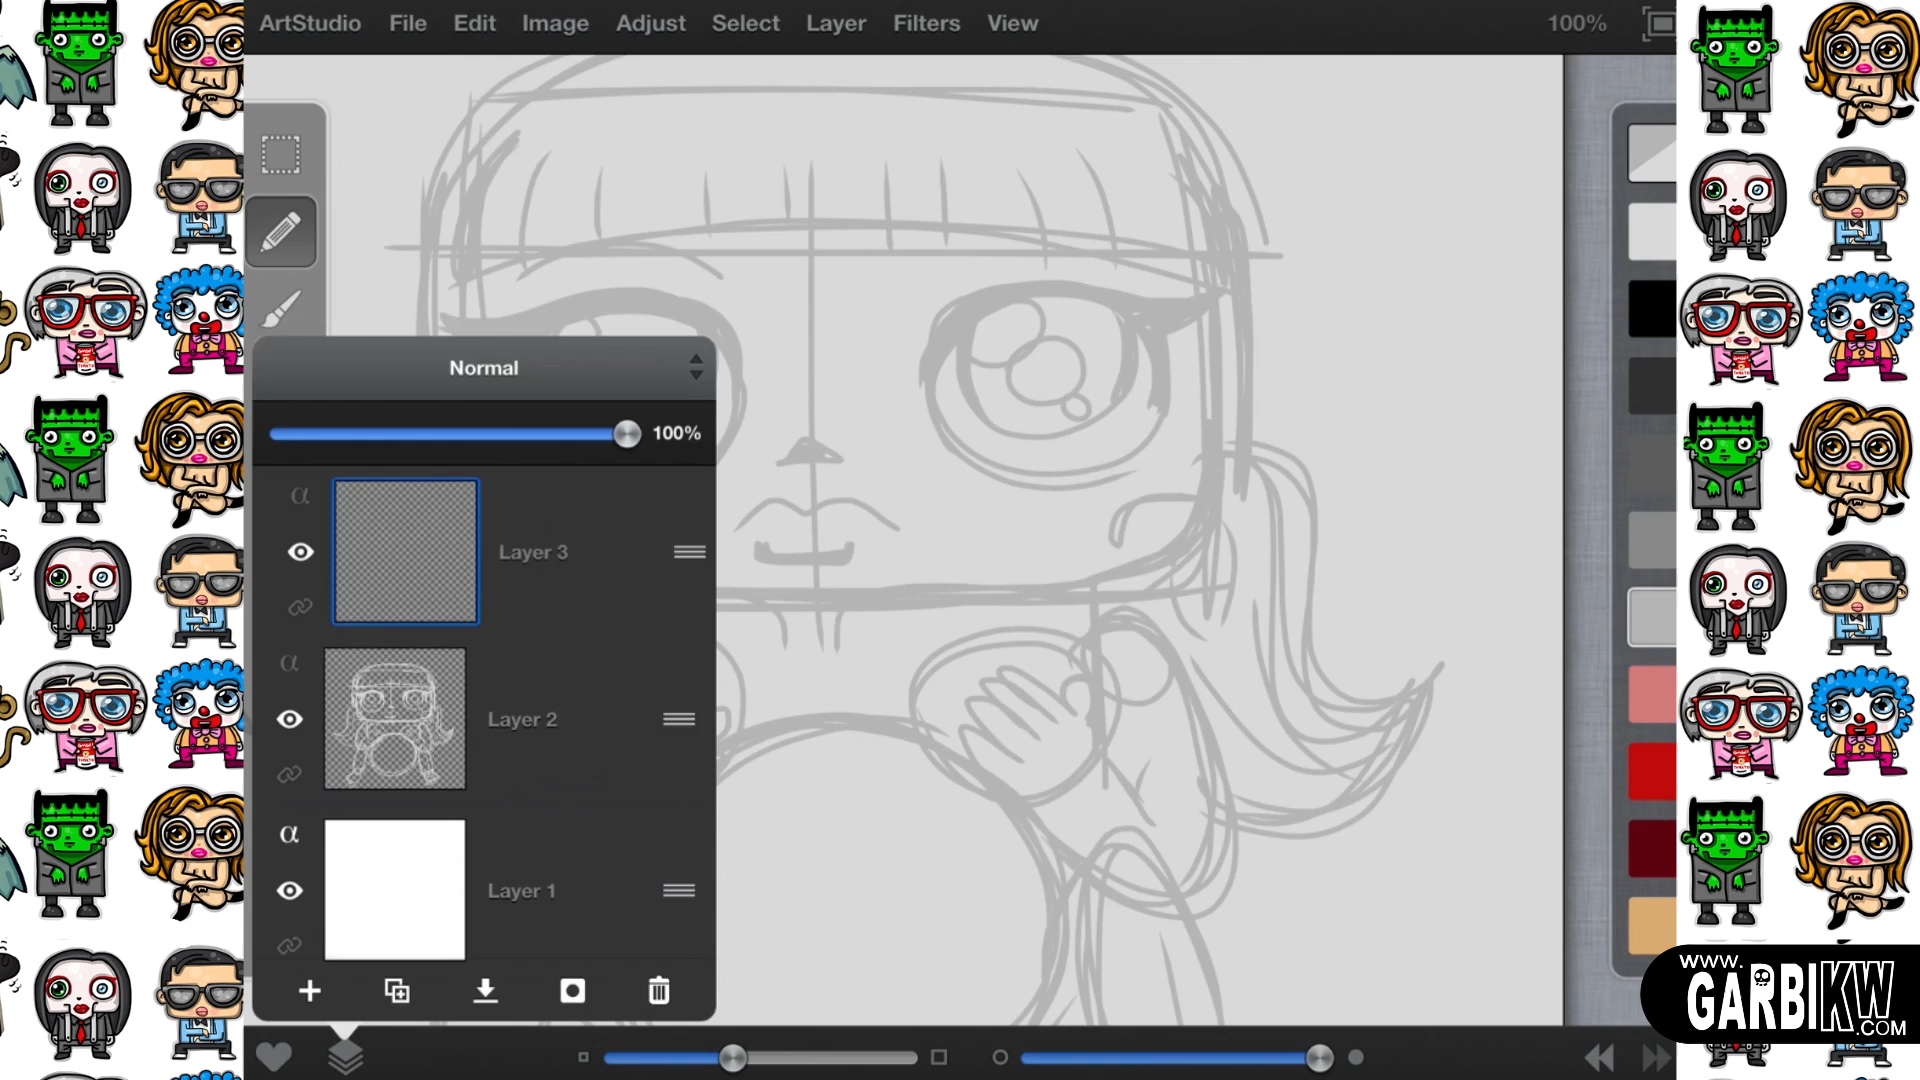 ArtStudio File Edit Image Adjust Select Layer Filters View 100%
Normal
100%
α
Layer 3
α
Layer 2
α
Layer 1
www.
GARBIKW
.COM